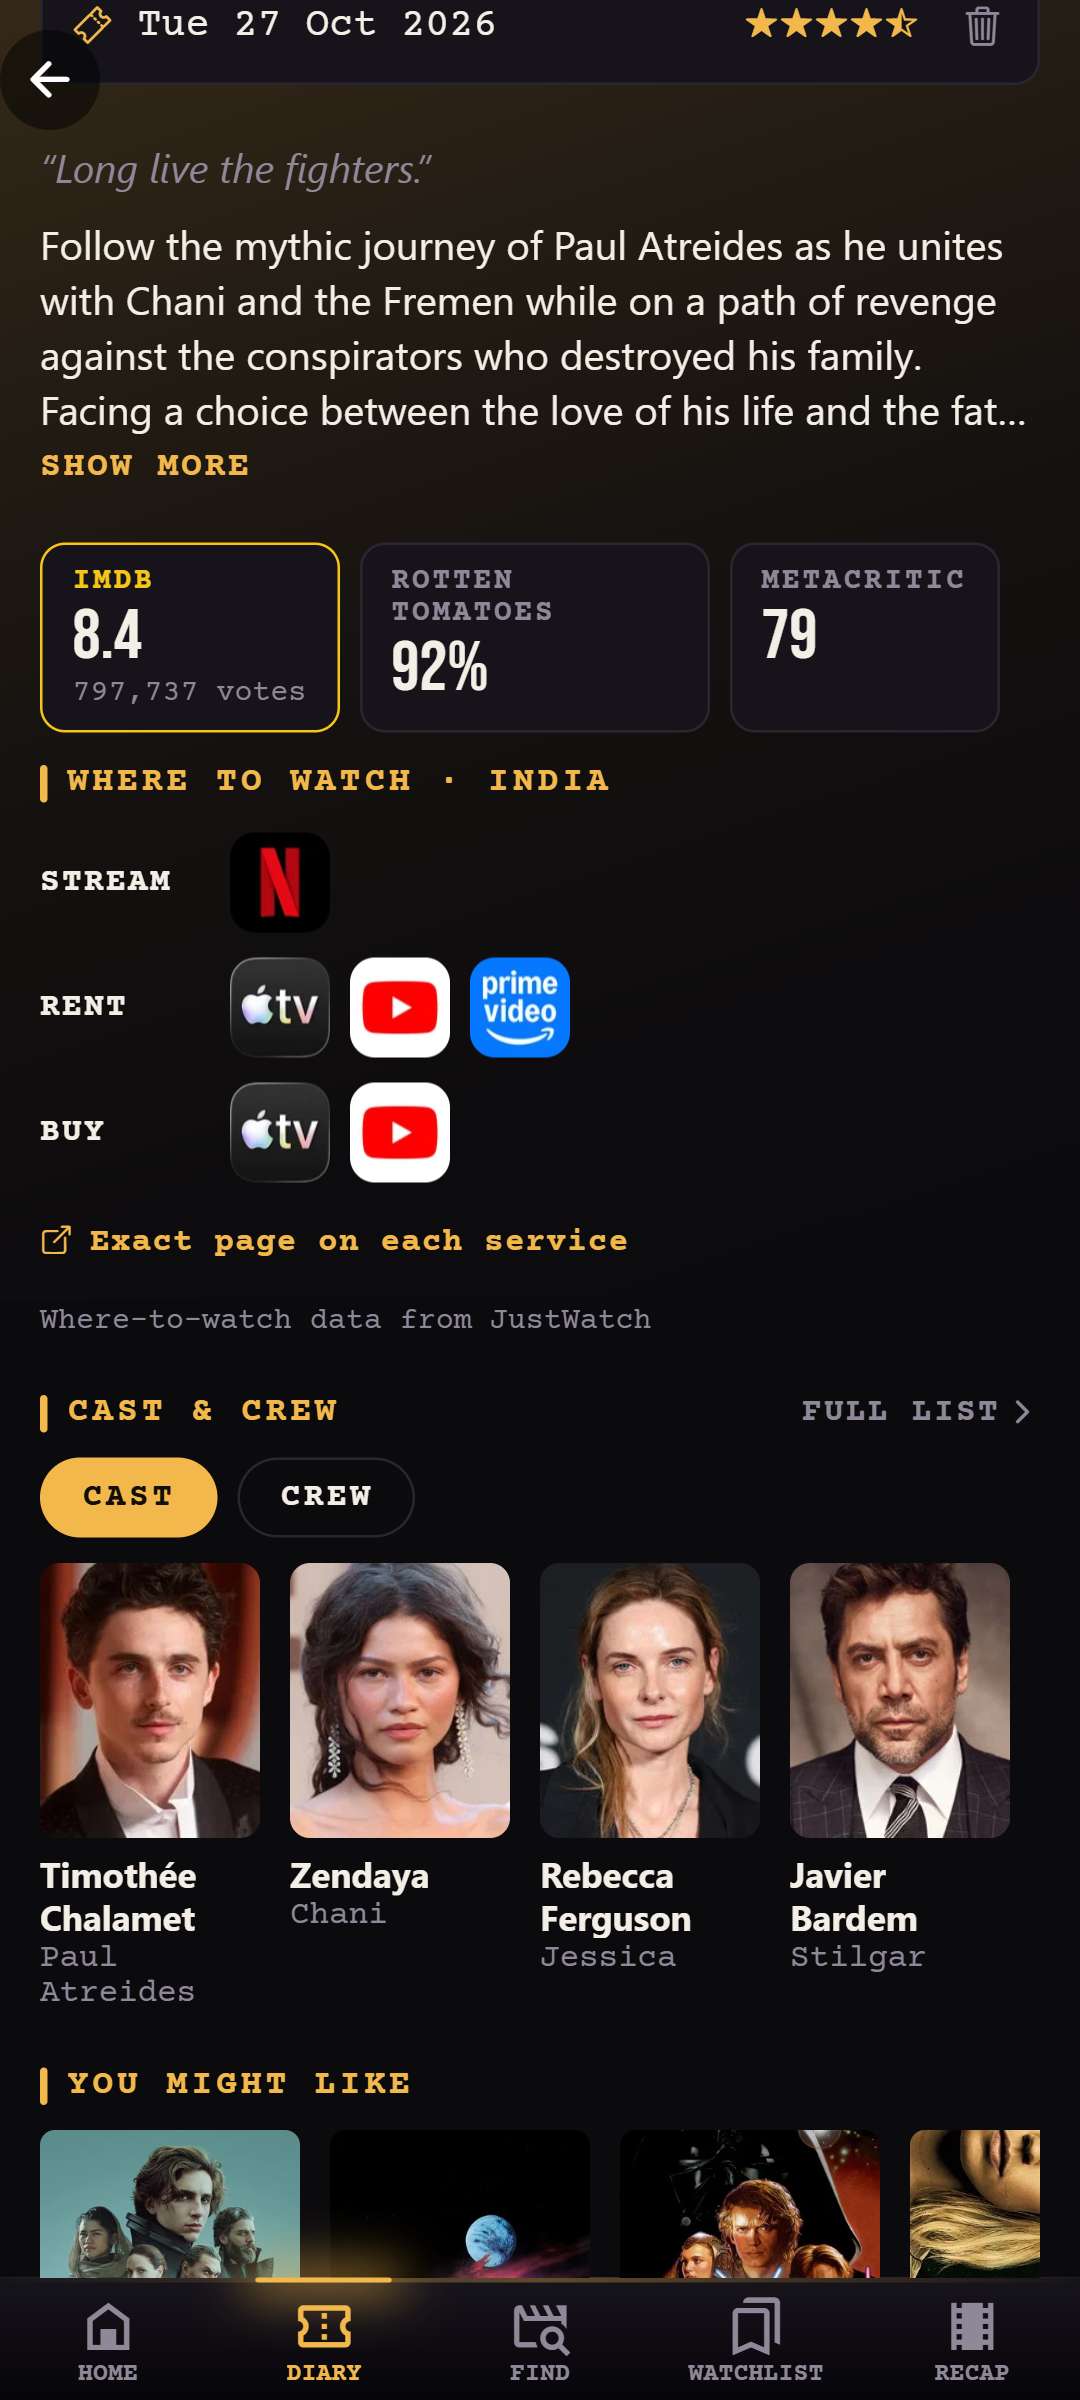 Tue 27 Oct 2026
“Long live the fighters.”
Follow the mythic journey of Paul Atreides as he unites
with Chani and the Fremen while on a path of revenge
against the conspirators who destroyed his family.
Facing a choice between the love of his life and the fat...
SHOW MORE
IMDB
8.4
797,737 votes
ROTTEN
TOMATOES
92%
METACRITIC
79
WHERE TO WATCH · INDIA
STREAM
N
RENT
tv
prime
video
BUY
tv
Exact page on each service
Where-to-watch data from JustWatch
CAST & CREW
FULL LIST
CAST
CREW
Timothée
Chalamet
Paul
Atreides
Zendaya
Chani
Rebecca
Ferguson
Jessica
Javier
Bardem
Stilgar
YOU MIGHT LIKE
HOME
DIARY
FIND
WATCHLIST
RECAP